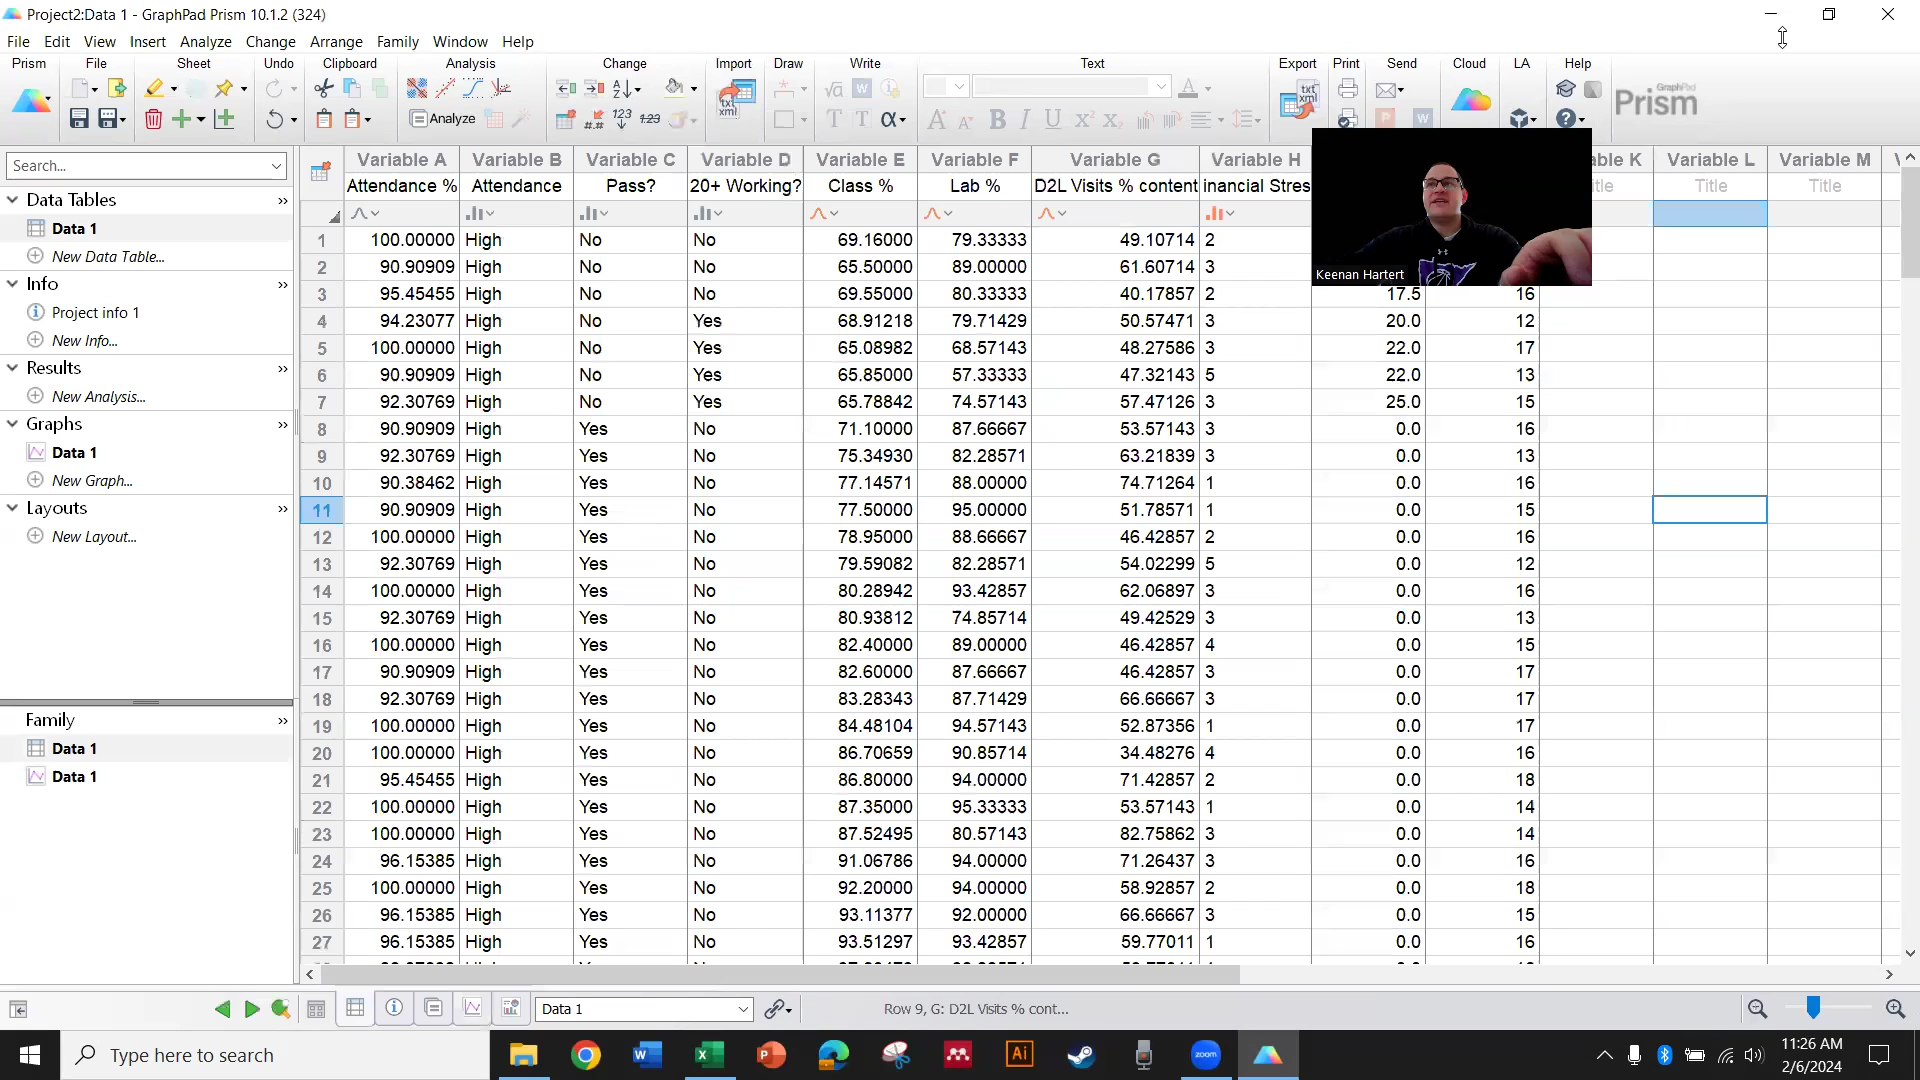 Project2:Data 1 - GraphPad Prism 10.1.2 (324)
File Edit View Insert Analyze Change Arrange Family Window Help
Prism File Sheet Undo Clipboard Analysis Change Import Draw Write Text Export Print Send Cloud LA Help
Analyze
GraphPad
Prism
Search...
Data Tables
Data 1
New Data Table...
Info
Project info 1
New Info...
Results
New Analysis...
Graphs
Data 1
New Graph...
Layouts
New Layout...
Family
Data 1
Data 1
Variable A Variable B Variable C Variable D Variable E Variable F Variable G Variable H ble K Variable L Variable M
Attendance % Attendance Pass? 20+ Working? Class % Lab % D2L Visits % content inancial Stres itle Title Title
1 100.00000 High No No 69.16000 79.33333 49.10714 2
2 90.90909 High No No 65.50000 89.00000 61.60714 3
3 95.45455 High No No 69.55000 80.33333 40.17857 2 17.5 16
4 94.23077 High No Yes 68.91218 79.71429 50.57471 3 20.0 12
5 100.00000 High No Yes 65.08982 68.57143 48.27586 3 22.0 17
6 90.90909 High No Yes 65.85000 57.33333 47.32143 5 22.0 13
7 92.30769 High No Yes 65.78842 74.57143 57.47126 3 25.0 15
8 90.90909 High Yes No 71.10000 87.66667 53.57143 3 0.0 16
9 92.30769 High Yes No 75.34930 82.28571 63.21839 3 0.0 13
10 90.38462 High Yes No 77.14571 88.00000 74.71264 1 0.0 16
11 90.90909 High Yes No 77.50000 95.00000 51.78571 1 0.0 15
12 100.00000 High Yes No 78.95000 88.66667 46.42857 2 0.0 16
13 92.30769 High Yes No 79.59082 82.28571 54.02299 5 0.0 12
14 100.00000 High Yes No 80.28942 93.42857 62.06897 3 0.0 16
15 92.30769 High Yes No 80.93812 74.85714 49.42529 3 0.0 13
16 100.00000 High Yes No 82.40000 89.00000 46.42857 4 0.0 15
17 90.90909 High Yes No 82.60000 87.66667 46.42857 3 0.0 17
18 92.30769 High Yes No 83.28343 87.71429 66.66667 3 0.0 17
19 100.00000 High Yes No 84.48104 94.57143 52.87356 1 0.0 17
20 100.00000 High Yes No 86.70659 90.85714 34.48276 4 0.0 16
21 95.45455 High Yes No 86.80000 94.00000 71.42857 2 0.0 18
22 100.00000 High Yes No 87.35000 95.33333 53.57143 1 0.0 14
23 100.00000 High Yes No 87.52495 80.57143 82.75862 3 0.0 14
24 96.15385 High Yes No 91.06786 94.00000 71.26437 3 0.0 16
25 100.00000 High Yes No 92.20000 94.00000 58.92857 2 0.0 18
26 96.15385 High Yes No 93.11377 92.00000 66.66667 3 0.0 15
27 96.15385 High Yes No 93.51297 93.42857 59.77011 1 0.0 16
Keenan Hartert
Data 1
Row 9, G: D2L Visits % cont...
Type here to search
zoom
11:26 AM
2/6/2024